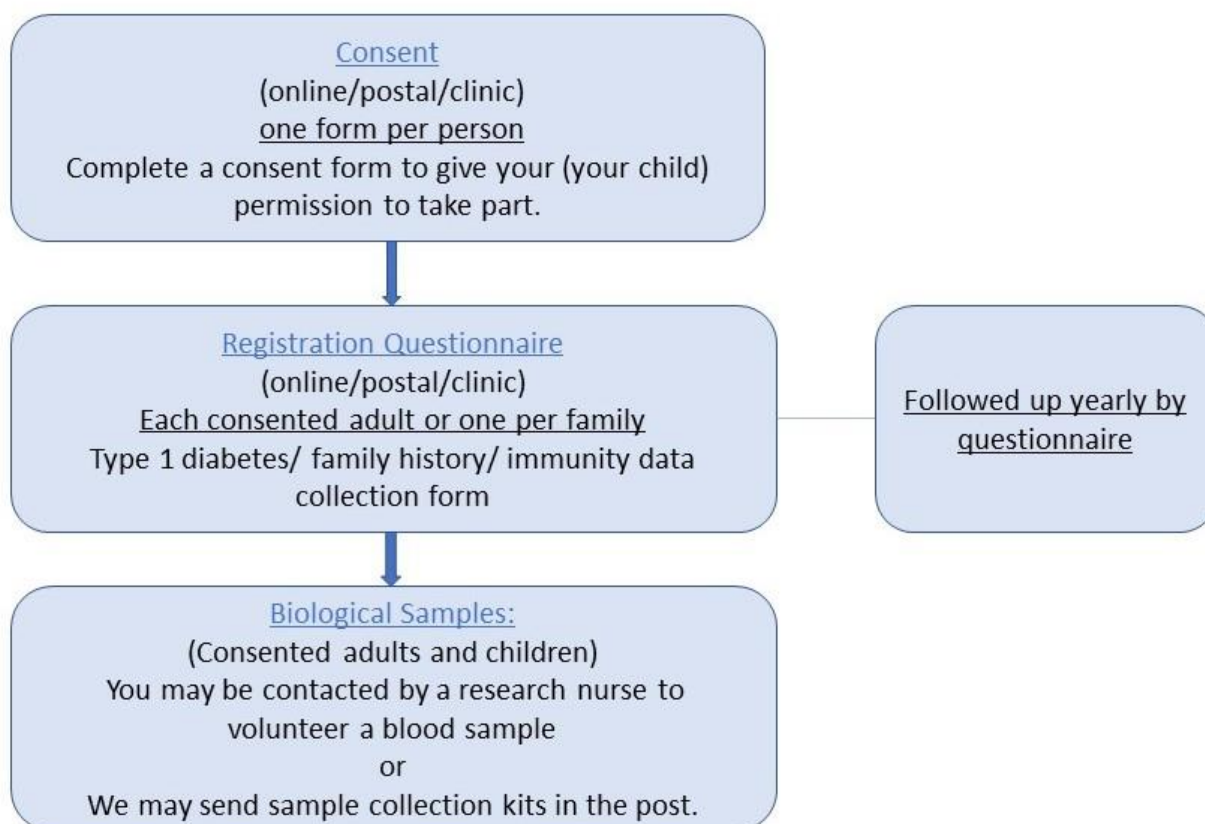 Consent
(online/postal/clinic)
one form per person
Complete a consent form to give your (your child)
permission to take part.
Registration Questionnaire
(online/postal/clinic)
Each consented adult or one per family
Type 1 diabetes/ family history/ immunity data
collection form
Followed up yearly by
questionnaire
Biological Samples:
(Consented adults and children)
You may be contacted by a research nurse to
volunteer a blood sample
or
We may send sample collection kits in the post.